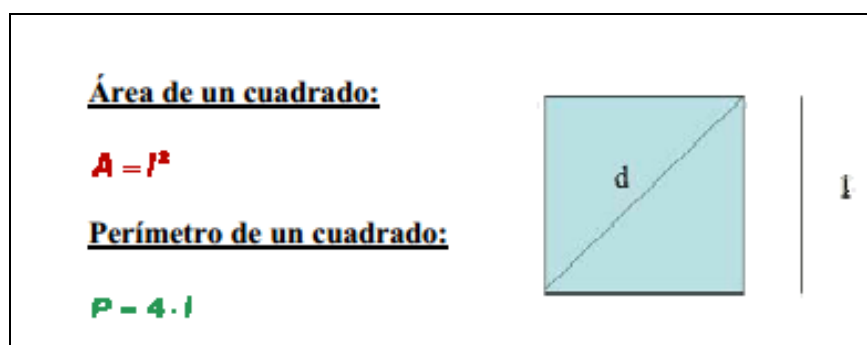 Área de un cuadrado:
A = l²
Perímetro de un cuadrado:
P = 4 · l
d
l